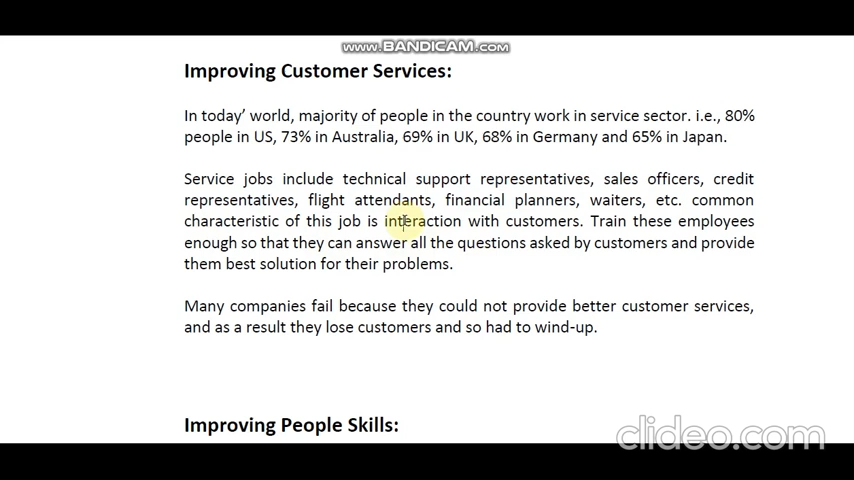 www.BANDICAM.com
Improving Customer Services:
In today’ world, majority of people in the country work in service sector. i.e., 80%
people in US, 73% in Australia, 69% in UK, 68% in Germany and 65% in Japan.
Service jobs include technical support representatives, sales officers, credit
representatives, flight attendants, financial planners, waiters, etc. common
characteristic of this job is interaction with customers. Train these employees
enough so that they can answer all the questions asked by customers and provide
them best solution for their problems.
Many companies fail because they could not provide better customer services,
and as a result they lose customers and so had to wind-up.
Improving People Skills:
clideo.com